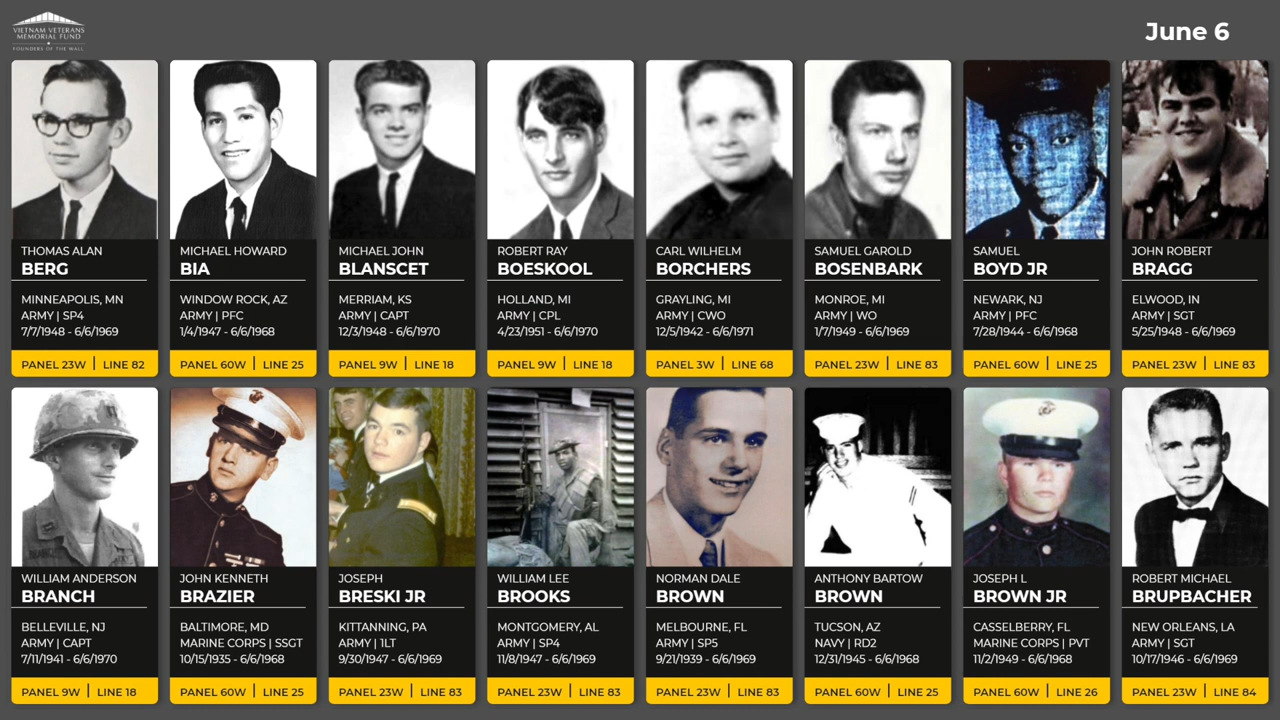 VIETNAM VETERANS
MEMORIAL FUND
FOUNDERS OF THE WALL
June 6
THOMAS ALAN
BERG
MINNEAPOLIS, MN
ARMY | SP4
7/7/1948 - 6/6/1969
PANEL 23W | LINE 82
MICHAEL HOWARD
BIA
WINDOW ROCK, AZ
ARMY | PFC
1/4/1947 - 6/6/1968
PANEL 60W | LINE 25
MICHAEL JOHN
BLANSCET
MERRIAM, KS
ARMY | CAPT
12/3/1948 - 6/6/1970
PANEL 9W | LINE 18
ROBERT RAY
BOESKOOL
HOLLAND, MI
ARMY | CPL
4/23/1951 - 6/6/1970
PANEL 9W | LINE 18
CARL WILHELM
BORCHERS
GRAYLING, MI
ARMY | CWO
12/5/1942 - 6/6/1971
PANEL 3W | LINE 68
SAMUEL GAROLD
BOSENBARK
MONROE, MI
ARMY | WO
1/7/1949 - 6/6/1969
PANEL 23W | LINE 83
SAMUEL
BOYD JR
NEWARK, NJ
ARMY | PFC
7/28/1944 - 6/6/1968
PANEL 60W | LINE 25
JOHN ROBERT
BRAGG
ELWOOD, IN
ARMY | SGT
5/25/1948 - 6/6/1969
PANEL 23W | LINE 83
WILLIAM ANDERSON
BRANCH
BELLEVILLE, NJ
ARMY | CAPT
7/11/1941 - 6/6/1970
PANEL 9W | LINE 18
JOHN KENNETH
BRAZIER
BALTIMORE, MD
MARINE CORPS | SSGT
10/15/1935 - 6/6/1968
PANEL 60W | LINE 25
JOSEPH
BRESKI JR
KITTANNING, PA
ARMY | 1LT
9/30/1947 - 6/6/1969
PANEL 23W | LINE 83
WILLIAM LEE
BROOKS
MONTGOMERY, AL
ARMY | SP4
11/8/1947 - 6/6/1969
PANEL 23W | LINE 83
NORMAN DALE
BROWN
MELBOURNE, FL
ARMY | SP5
9/21/1939 - 6/6/1969
PANEL 23W | LINE 83
ANTHONY BARTOW
BROWN
TUCSON, AZ
NAVY | RD2
12/31/1945 - 6/6/1968
PANEL 60W | LINE 25
JOSEPH L
BROWN JR
CASSELBERRY, FL
MARINE CORPS | PVT
11/2/1949 - 6/6/1968
PANEL 60W | LINE 26
ROBERT MICHAEL
BRUPBACHER
NEW ORLEANS, LA
ARMY | SGT
10/17/1946 - 6/6/1969
PANEL 23W | LINE 84